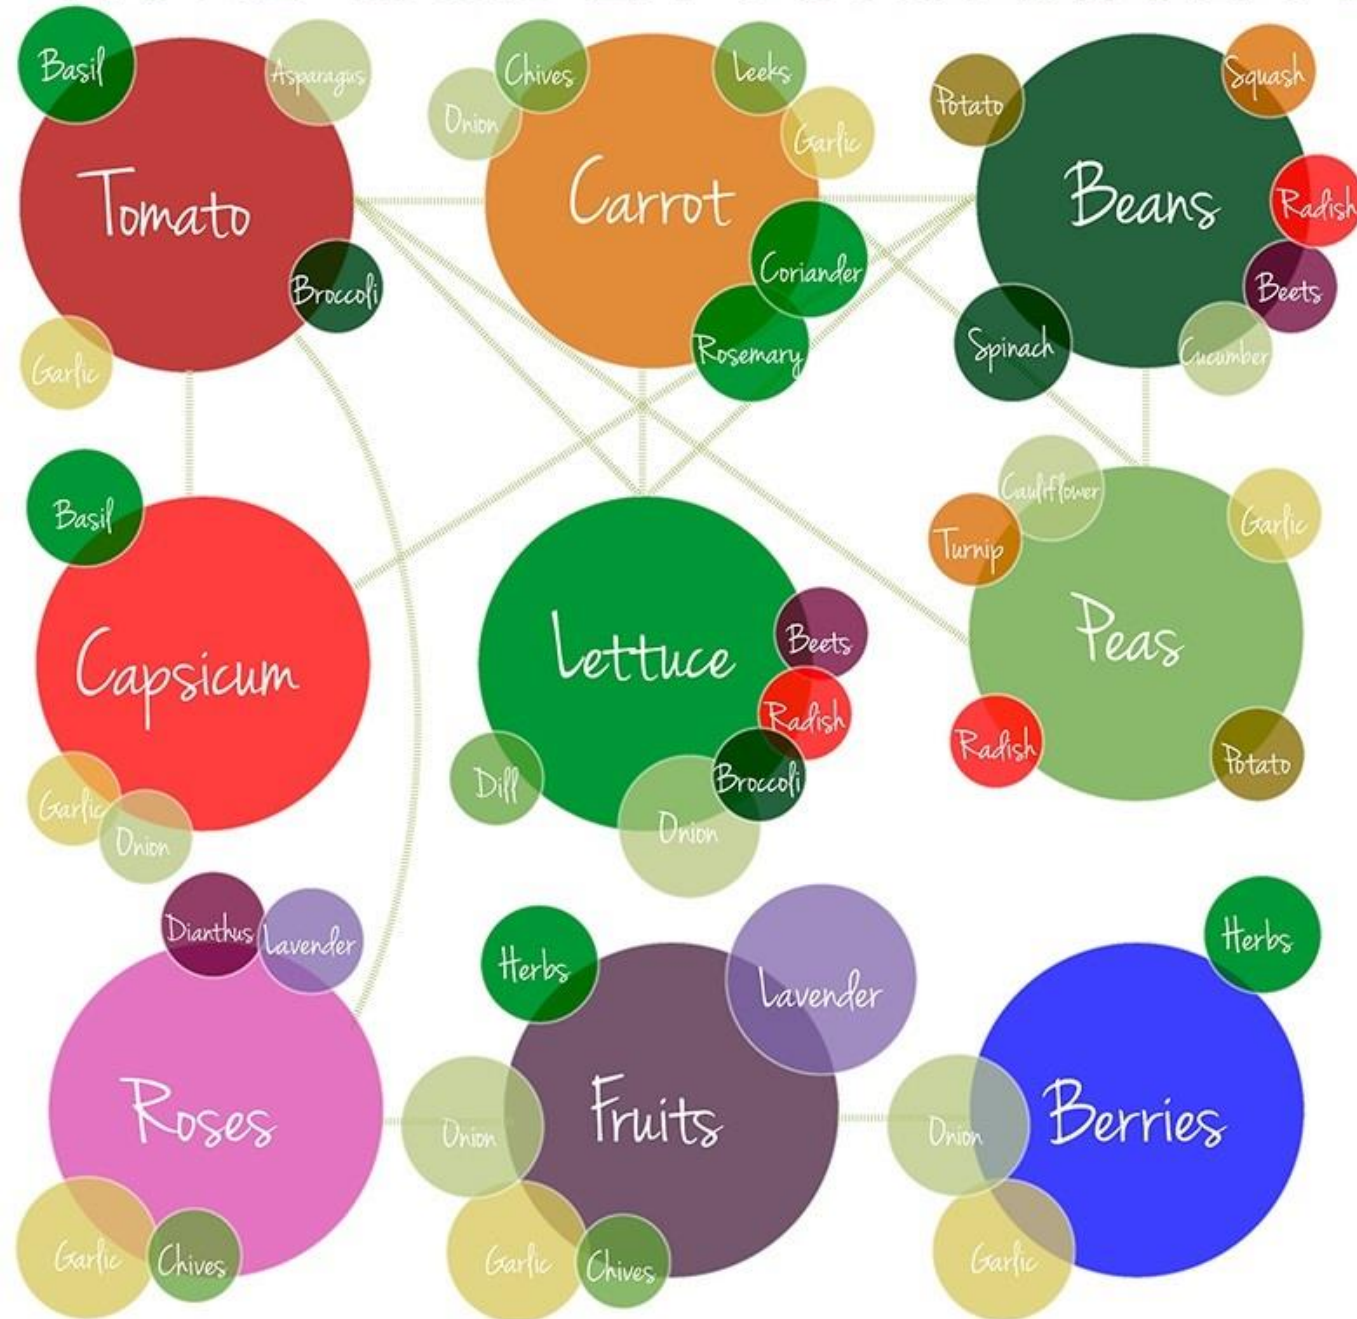 Basil
Asparagus
Tomato
Broccoli
Garlic
Onion
Chives
Leeks
Garlic
Carrot
Coriander
Rosemary
Potato
Squash
Beans
Radish
Beets
Spinach
Cucumber
Basil
Capsicum
Garlic
Onion
Lettuce
Beets
Radish
Broccoli
Dill
Onion
Cauliflower
Garlic
Turnip
Peas
Radish
Potato
Dianthus
Lavender
Roses
Garlic
Chives
Herbs
Lavender
Onion
Fruits
Garlic
Chives
Herbs
Onion
Berries
Garlic